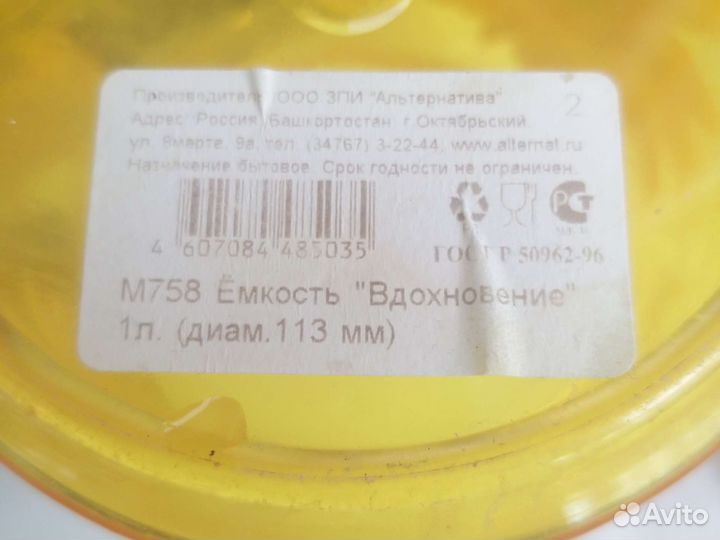 Производитель: ООО ЗПИ "Альтернатива"
2
Адрес: Россия, Башкортостан, г.Октябрьский,
ул. 8марта, 9а, тел. (34767) 3-22-44, www.alternat.ru
Назначение бытовое. Срок годности не ограничен.
РСТ
4 607084 485035
ГОСТ Р 50962-96
М758 Ёмкость "Вдохновение"
1л. (диам.113 мм)
Avito